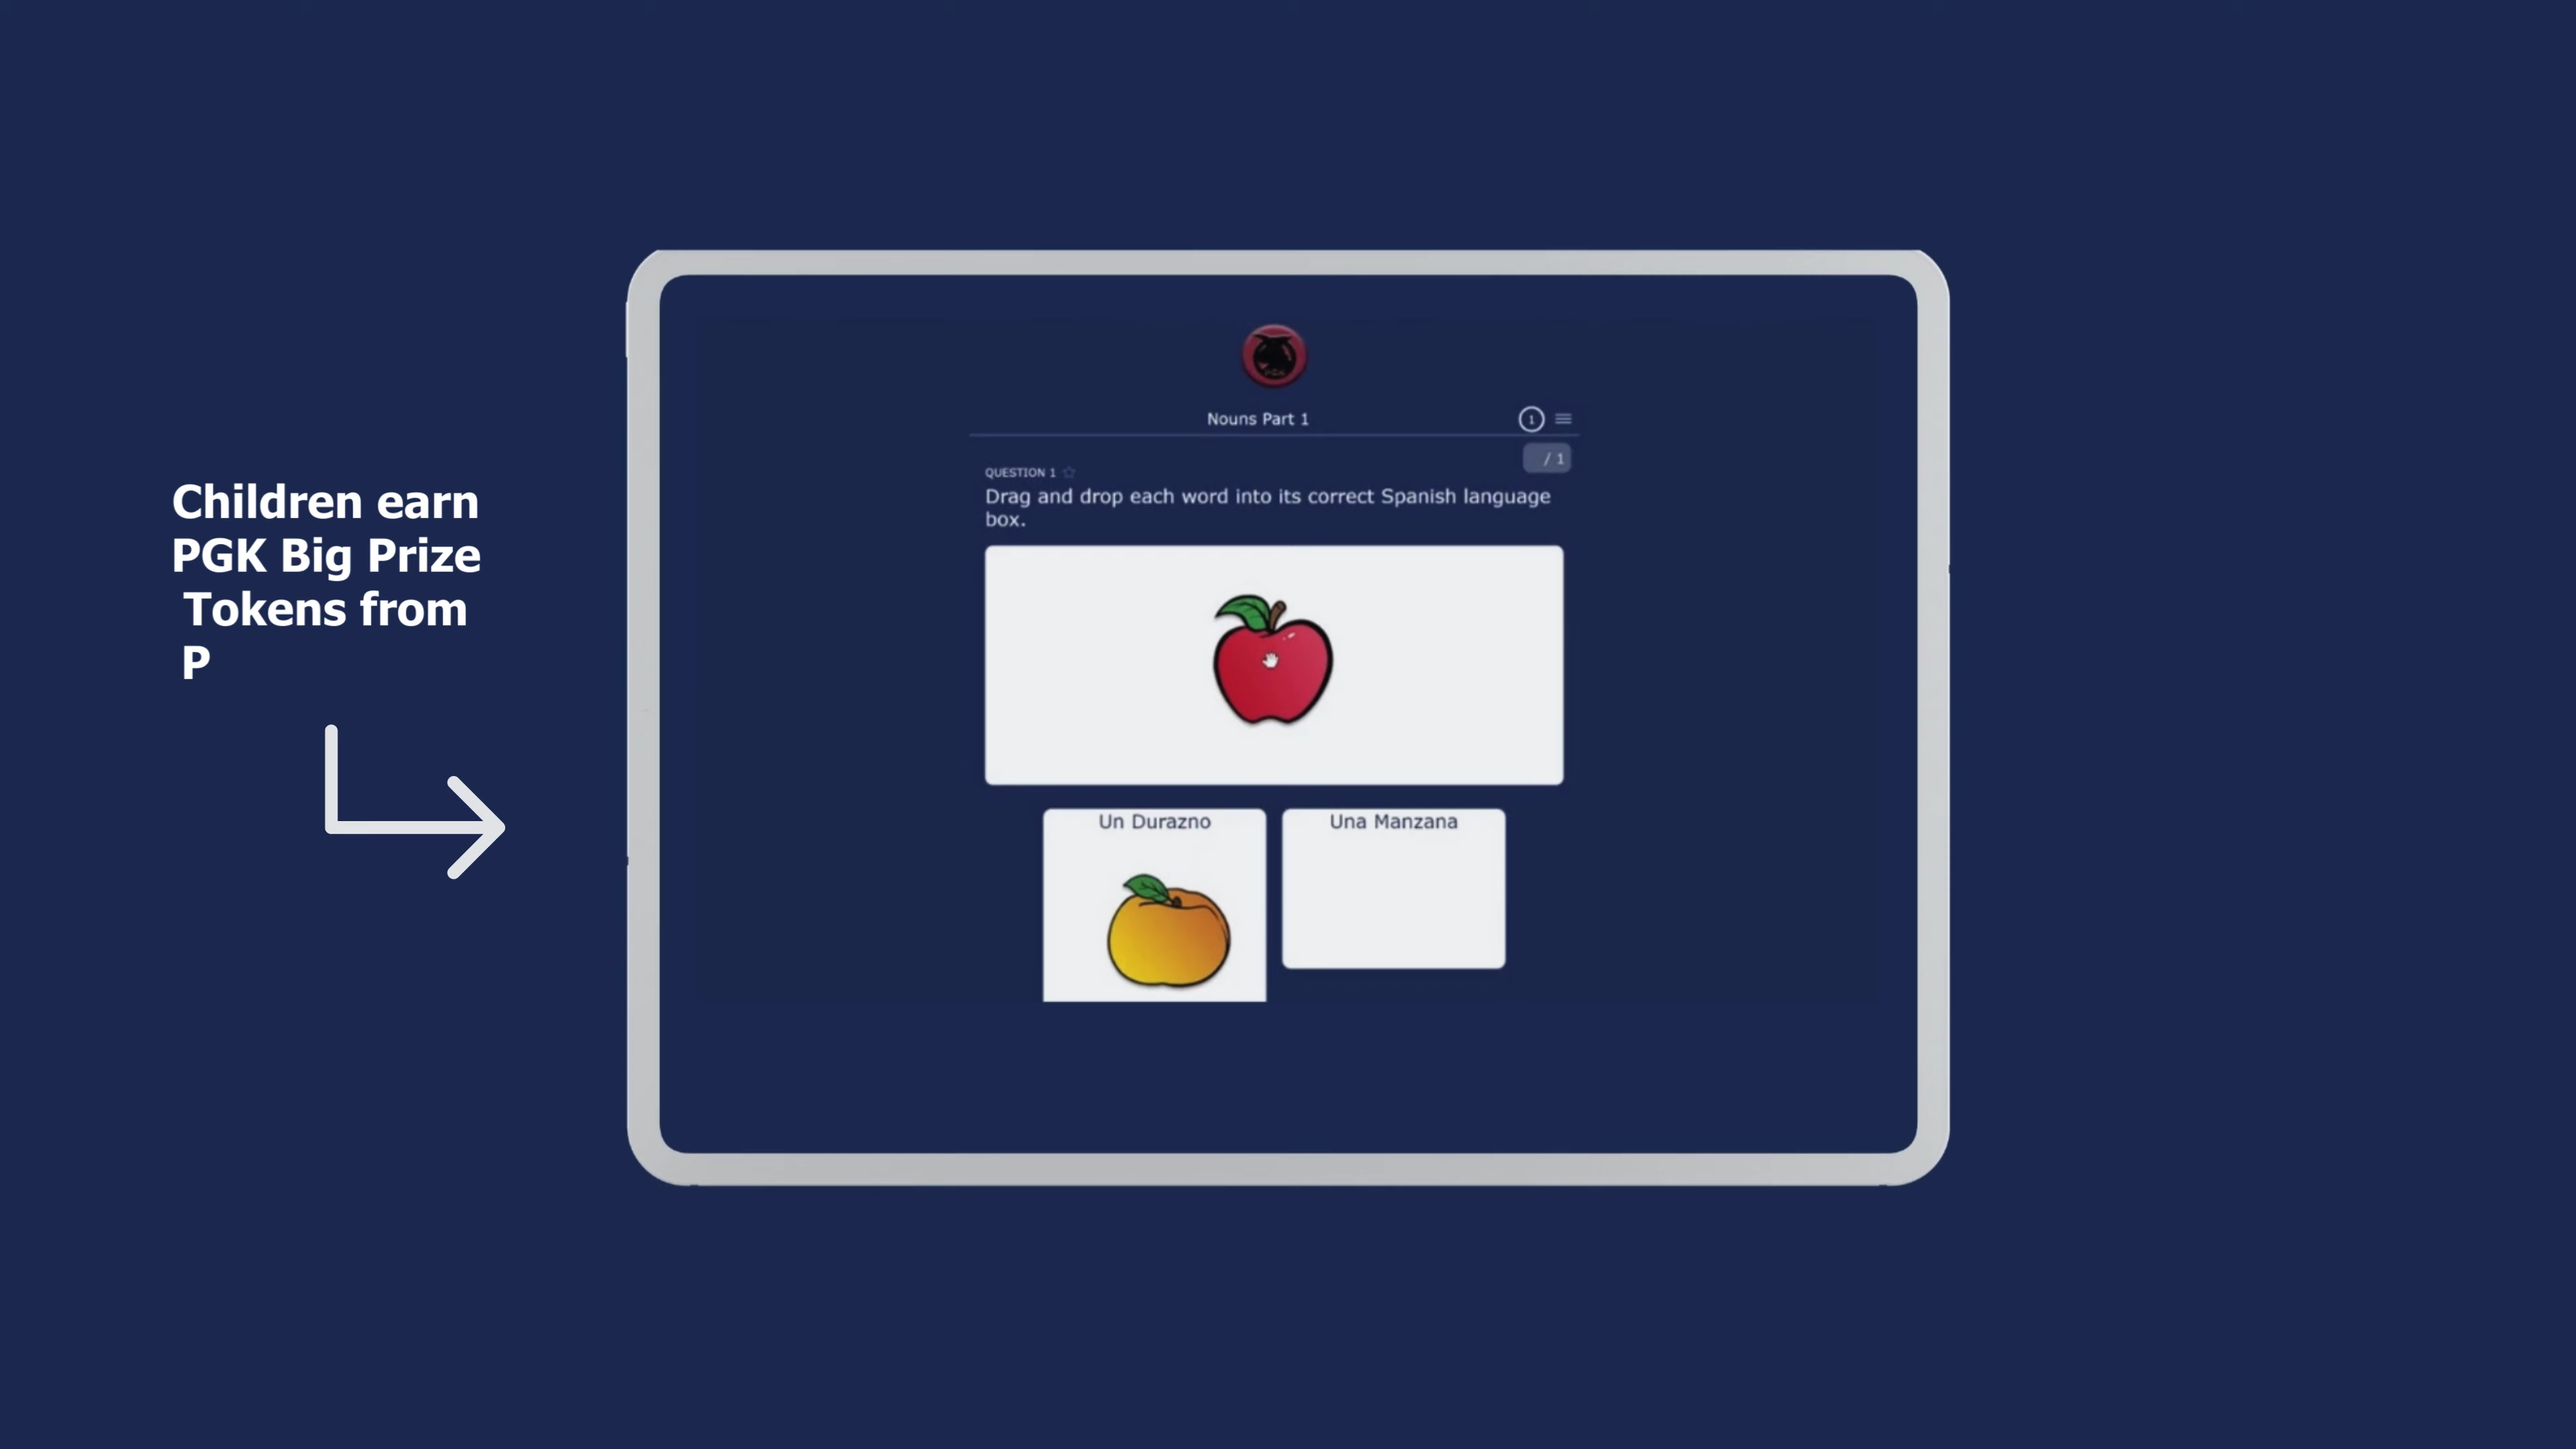 Children earn
PGK Big Prize
Tokens from
P
Nouns Part 1
1
/ 1
QUESTION 1
Drag and drop each word into its correct Spanish language
box.
Un Durazno
Una Manzana